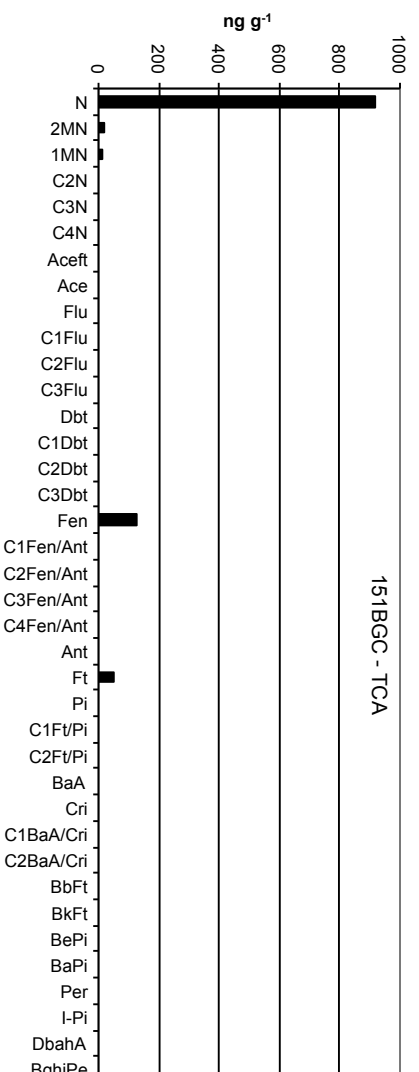 ng g-1
0
200
400
600
800
1000
151BGC - TCA
N
2MN
1MN
C2N
C3N
C4N
Aceft
Ace
Flu
C1Flu
C2Flu
C3Flu
Dbt
C1Dbt
C2Dbt
C3Dbt
Fen
C1Fen/Ant
C2Fen/Ant
C3Fen/Ant
C4Fen/Ant
Ant
Ft
Pi
C1Ft/Pi
C2Ft/Pi
BaA
Cri
C1BaA/Cri
C2BaA/Cri
BbFt
BkFt
BePi
BaPi
Per
I-Pi
DbahA
BghiPe